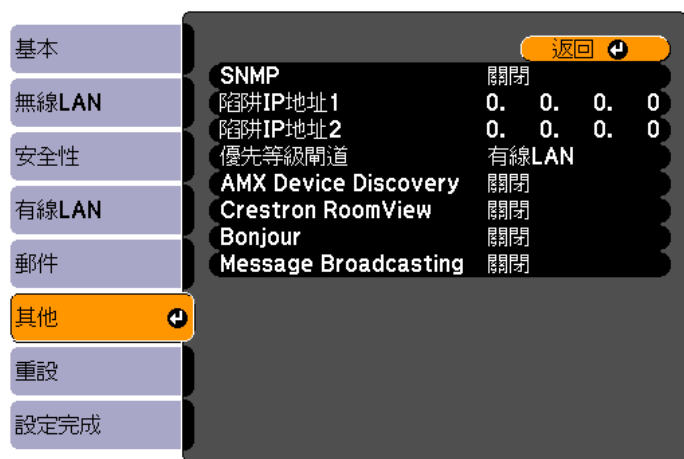 基本
無線LAN
安全性
有線LAN
郵件
其他
重設
設定完成
返回
SNMP 關閉
陷阱IP地址1 0. 0. 0. 0
陷阱IP地址2 0. 0. 0. 0
優先等級閘道 有線LAN
AMX Device Discovery 關閉
Crestron RoomView 關閉
Bonjour 關閉
Message Broadcasting 關閉